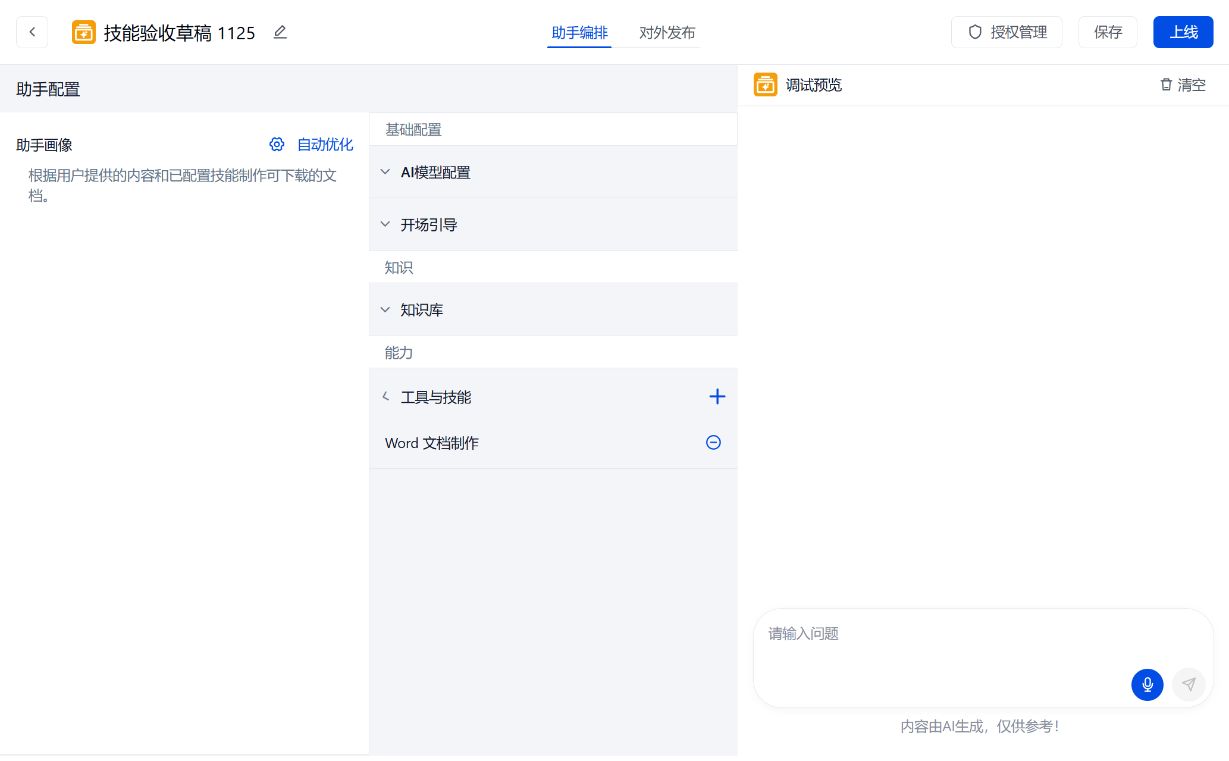 技能验收草稿 1125
助手编排
对外发布
授权管理
保存
上线
助手配置
助手画像
自动优化
根据用户提供的内容和已配置技能制作可下载的文
档。
基础配置
AI模型配置
开场引导
知识
知识库
能力
工具与技能
Word 文档制作
调试预览
清空
请输入问题
内容由AI生成，仅供参考！